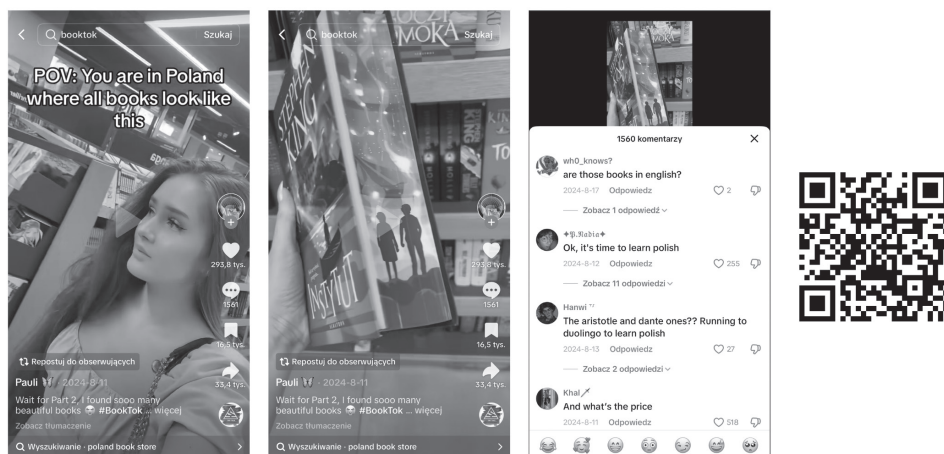 booktok
Szukaj
POV: You are in Poland
where all books look like
this
293,8 tys.
1561
16,5 tys.
Repostuj do obserwujących
33,4 tys.
Pauli · 2024-8-11
Wait for Part 2, I found sooo many
beautiful books #BookTok ... więcej
Zobacz tłumaczenie
Wyszukiwanie · poland book store
booktok
Szukaj
MOKA
STEPHEN
KING
KING
TO
INSTYTUT
293,8 tys.
1561
16,5 tys.
Repostuj do obserwujących
33,4 tys.
Pauli · 2024-8-11
Wait for Part 2, I found sooo many
beautiful books #BookTok ... więcej
Zobacz tłumaczenie
Wyszukiwanie · poland book store
MOKA
1560 komentarzy
wh0_knows?
are those books in english?
2024-8-17 Odpowiedz 2
Zobacz 1 odpowiedź
✦𝔓.ℜ𝔞𝔟𝔦𝔞✦
Ok, it's time to learn polish
2024-8-12 Odpowiedz 255
Zobacz 11 odpowiedzi
Hanwi
The aristotle and dante ones?? Running to
duolingo to learn polish
2024-8-13 Odpowiedz 27
Zobacz 2 odpowiedzi
Khal
And what's the price
2024-8-11 Odpowiedz 518